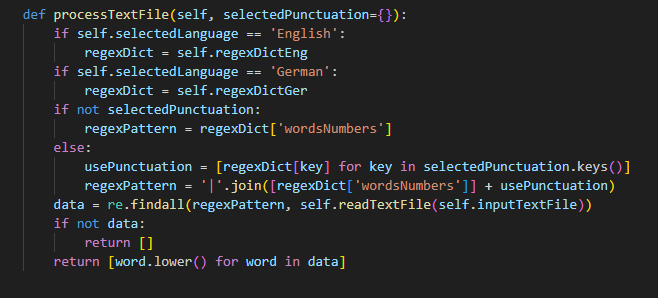 def processTextFile(self, selectedPunctuation={}):
    if self.selectedLanguage == 'English':
        regexDict = self.regexDictEng
    if self.selectedLanguage == 'German':
        regexDict = self.regexDictGer
    if not selectedPunctuation:
        regexPattern = regexDict['wordsNumbers']
    else:
        usePunctuation = [regexDict[key] for key in selectedPunctuation.keys()]
        regexPattern = '|'.join([regexDict['wordsNumbers']] + usePunctuation)
    data = re.findall(regexPattern, self.readTextFile(self.inputTextFile))
    if not data:
        return []
    return [word.lower() for word in data]